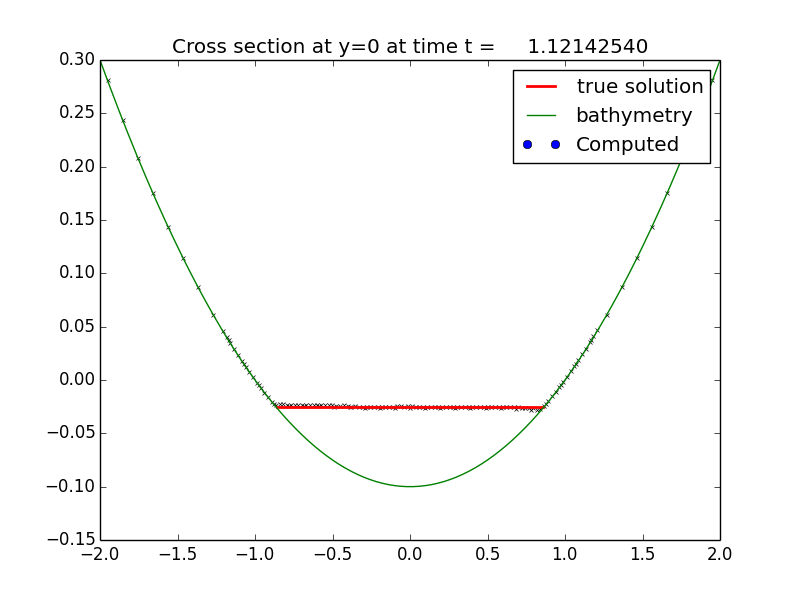 Cross section at y=0 at time t = 1.12142540
true solution
bathymetry
Computed
0.30
0.25
0.20
0.15
0.10
0.05
0.00
−0.05
−0.10
−0.15
−2.0 −1.5 −1.0 −0.5 0.0 0.5 1.0 1.5 2.0